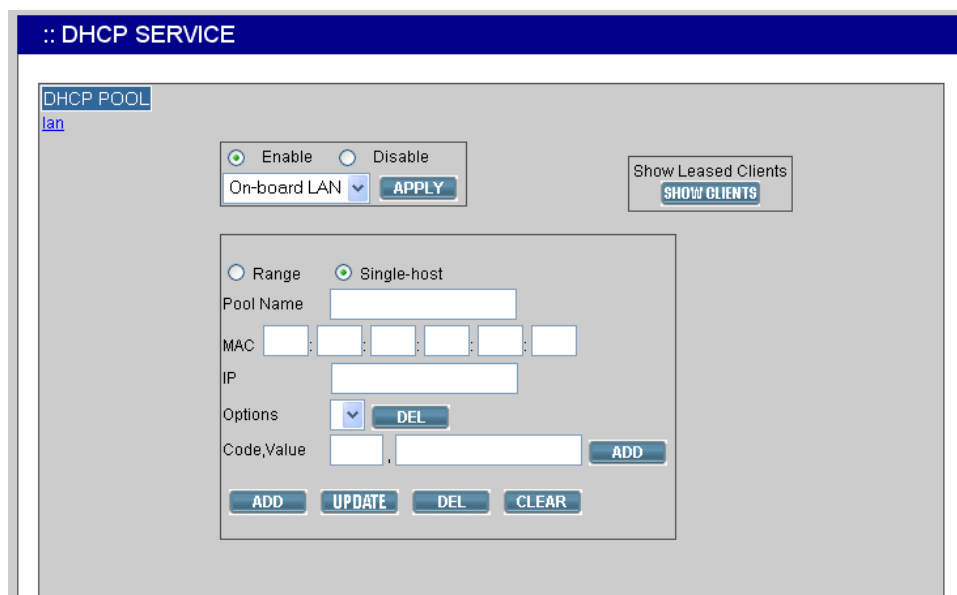 :: DHCP SERVICE
DHCP POOL
lan
Enable Disable
On-board LAN APPLY
Show Leased Clients
SHOW CLIENTS
Range Single-host
Pool Name
MAC : : : : :
IP
Options DEL
Code,Value , ADD
ADD UPDATE DEL CLEAR